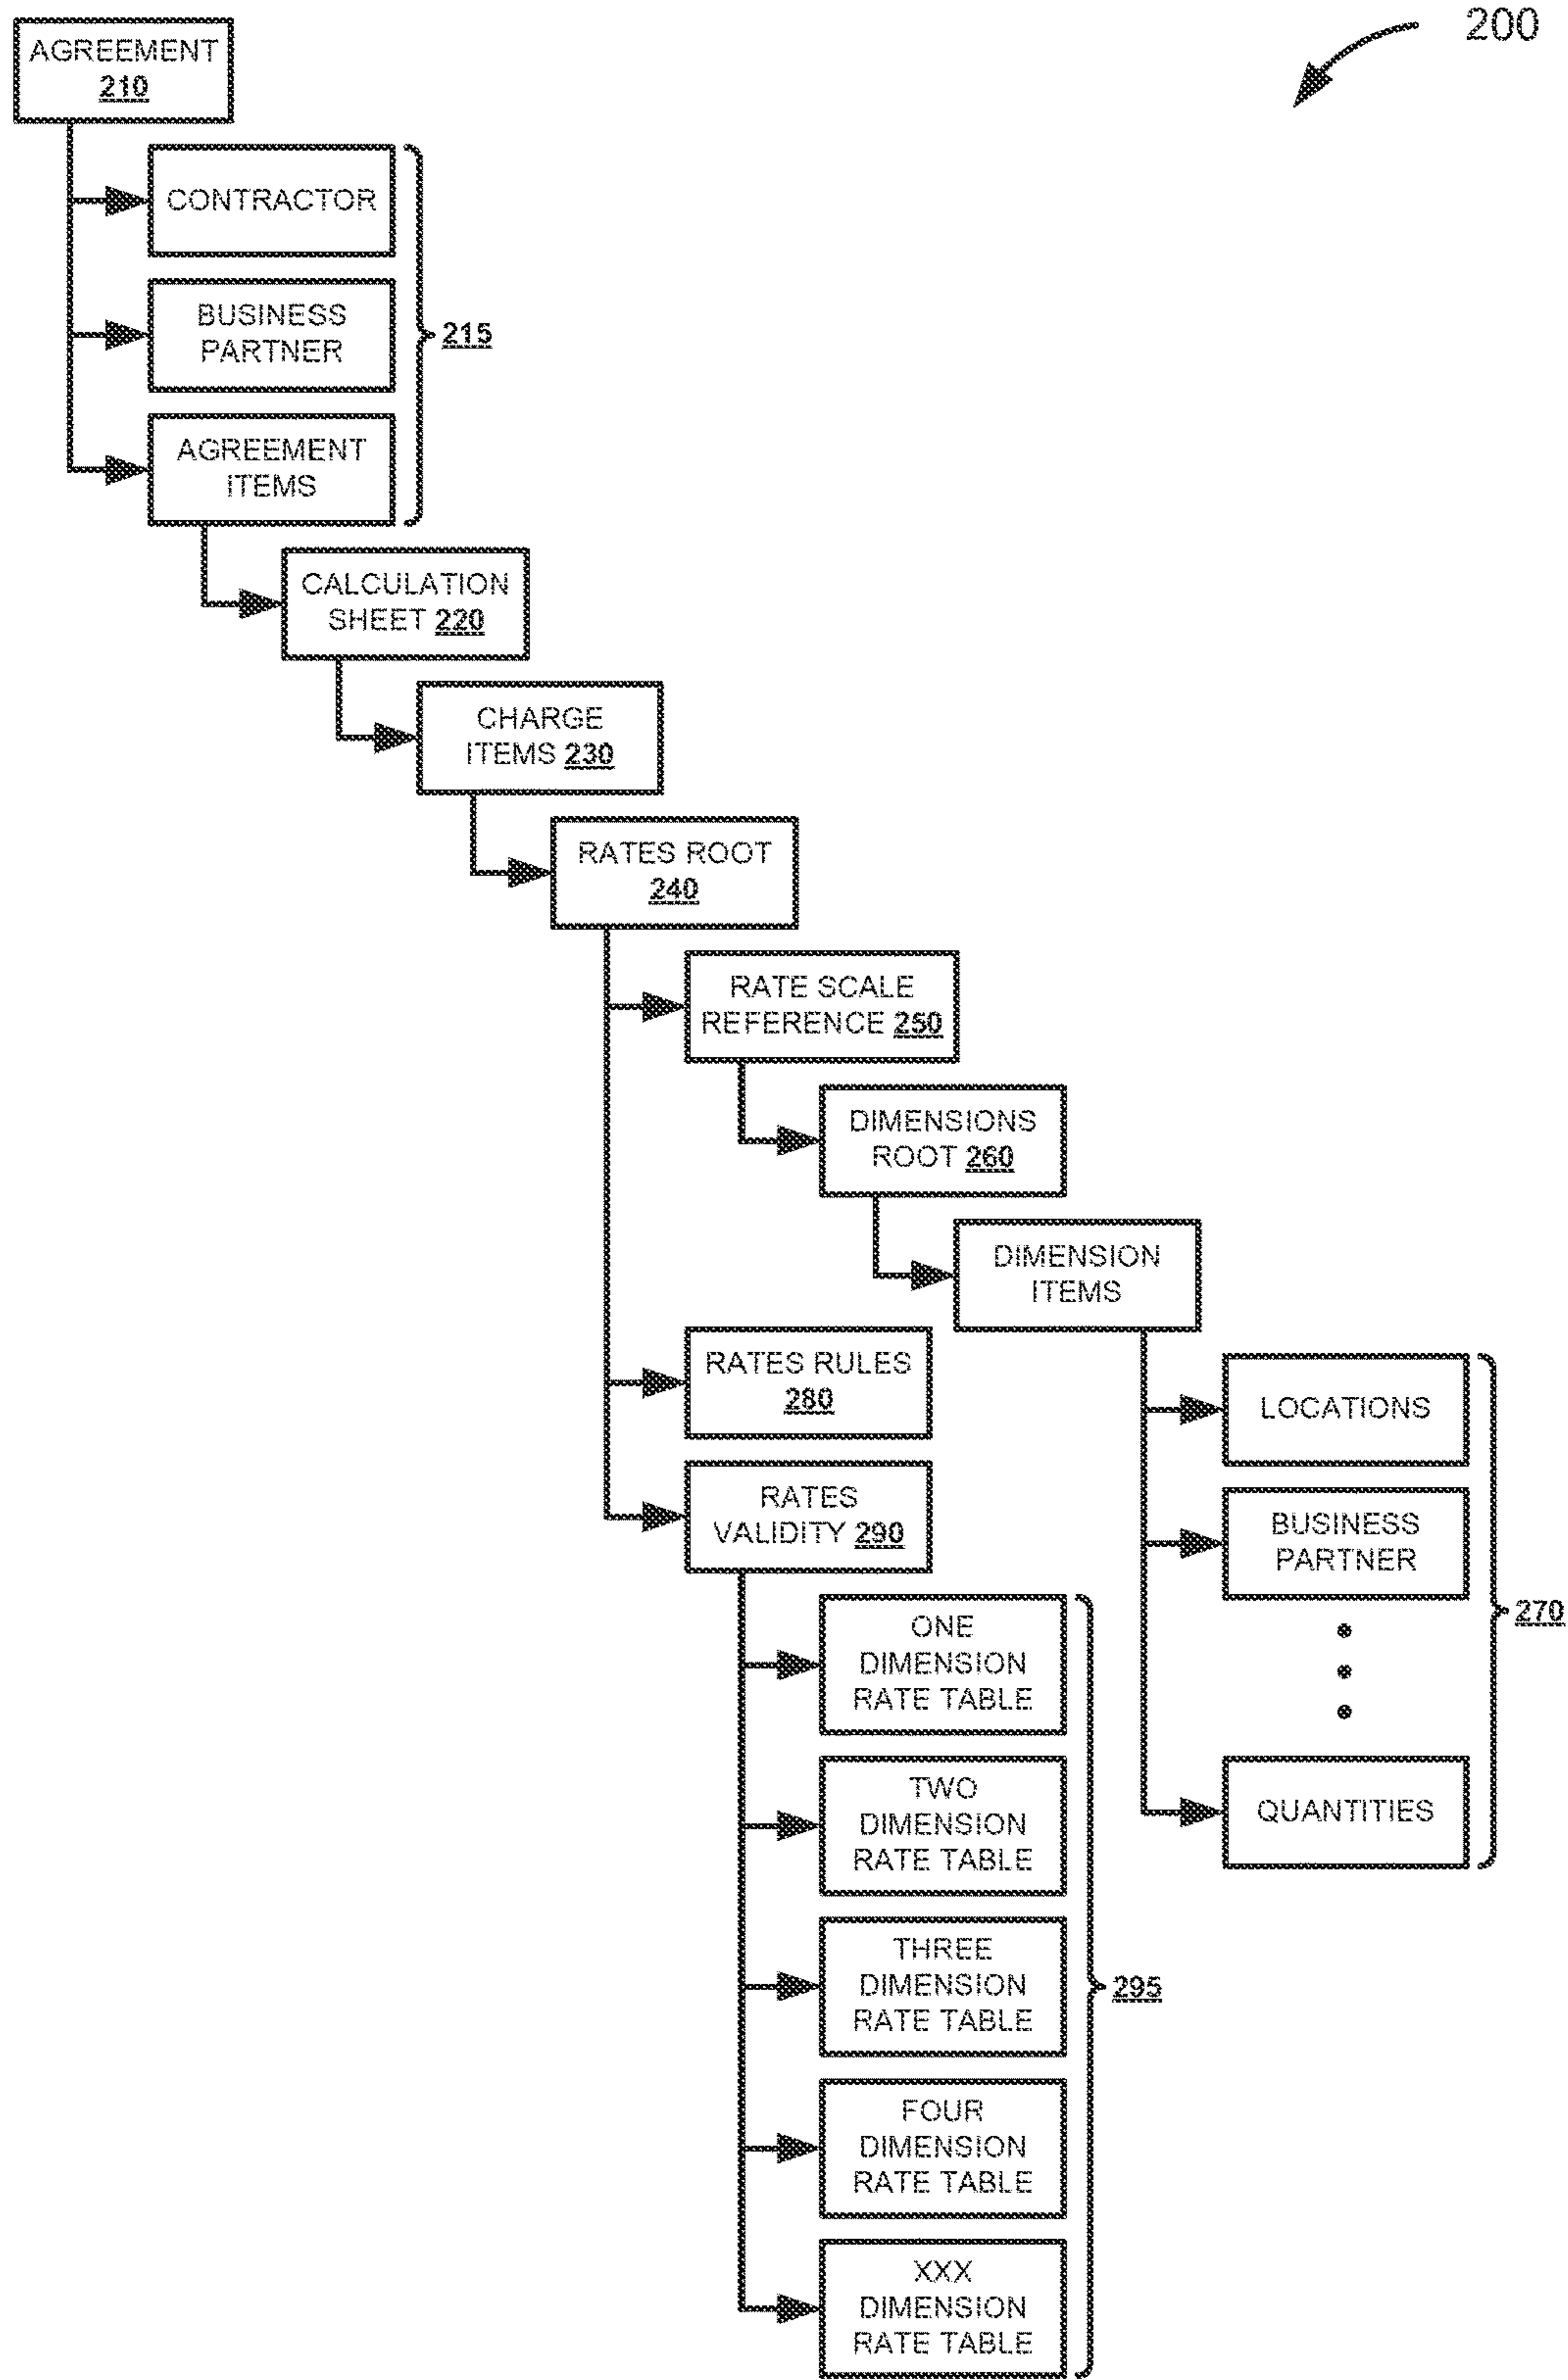 200
AGREEMENT
210
CONTRACTOR
BUSINESS
PARTNER
215
AGREEMENT
ITEMS
CALCULATION
SHEET 220
CHARGE
ITEMS 230
RATES ROOT
240
RATE SCALE
REFERENCE 250
DIMENSIONS
ROOT 260
DIMENSION
ITEMS
RATES RULES
280
LOCATIONS
RATES
VALIDITY 290
BUSINESS
PARTNER
270
ONE
DIMENSION
RATE TABLE
TWO
DIMENSION
RATE TABLE
QUANTITIES
THREE
DIMENSION
RATE TABLE
295
FOUR
DIMENSION
RATE TABLE
XXX
DIMENSION
RATE TABLE